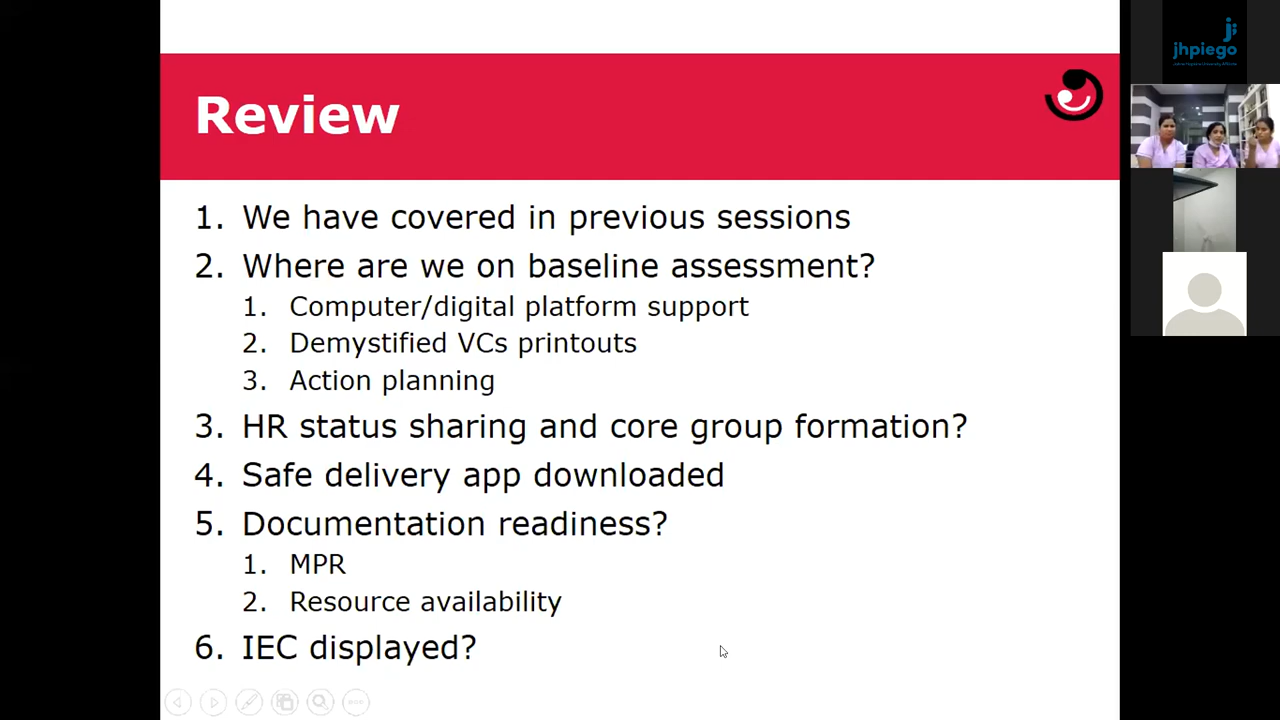 Review
1. We have covered in previous sessions
2. Where are we on baseline assessment?
1. Computer/digital platform support
2. Demystified VCs printouts
3. Action planning
3. HR status sharing and core group formation?
4. Safe delivery app downloaded
5. Documentation readiness?
1. MPR
2. Resource availability
6. IEC displayed?
jhpiego